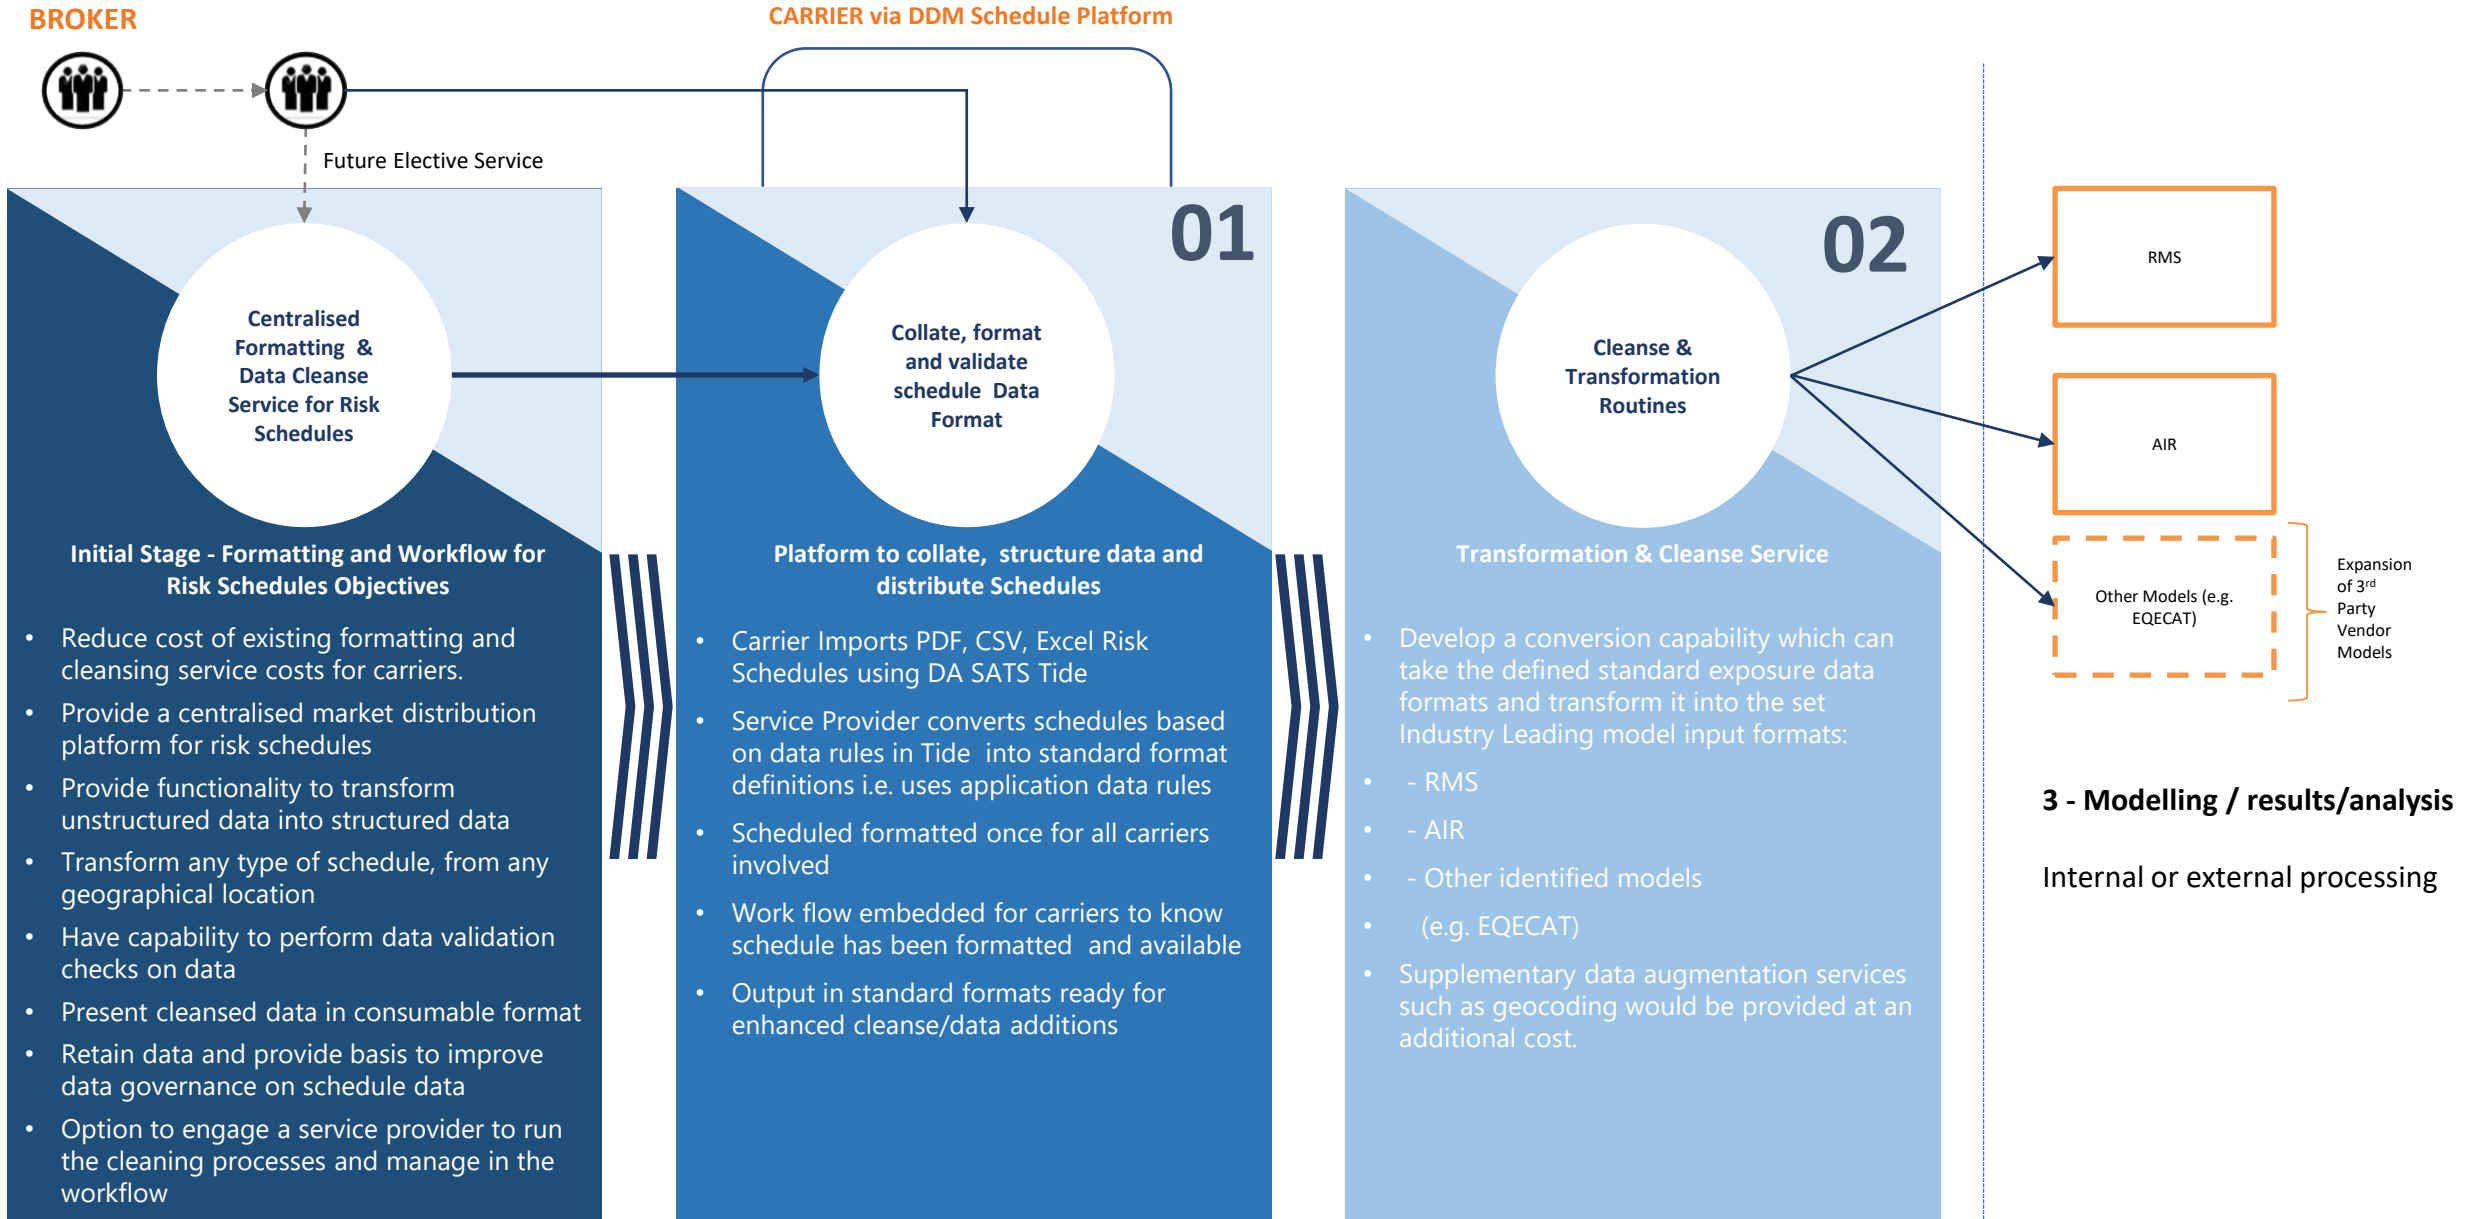 BROKER
CARRIER via DDM Schedule Platform
Future Elective Service
Centralised
Formatting &
Data Cleanse
Service for Risk
Schedules
Initial Stage - Formatting and Workflow for
Risk Schedules Objectives
• Reduce cost of existing formatting and
cleansing service costs for carriers.
• Provide a centralised market distribution
platform for risk schedules
• Provide functionality to transform
unstructured data into structured data
• Transform any type of schedule, from any
geographical location
• Have capability to perform data validation
checks on data
• Present cleansed data in consumable format
• Retain data and provide basis to improve
data governance on schedule data
• Option to engage a service provider to run
the cleaning processes and manage in the
workflow
01
Collate, format
and validate
schedule Data
Format
Platform to collate, structure data and
distribute Schedules
• Carrier Imports PDF, CSV, Excel Risk
Schedules using DA SATS Tide
• Service Provider converts schedules based
on data rules in Tide into standard format
definitions i.e. uses application data rules
• Scheduled formatted once for all carriers
involved
• Work flow embedded for carriers to know
schedule has been formatted and available
• Output in standard formats ready for
enhanced cleanse/data additions
02
Cleanse &
Transformation
Routines
Transformation & Cleanse Service
• Develop a conversion capability which can
take the defined standard exposure data
formats and transform it into the set
Industry Leading model input formats:
• - RMS
• - AIR
• - Other identified models
• (e.g. EQECAT)
• Supplementary data augmentation services
such as geocoding would be provided at an
additional cost.
RMS
AIR
Other Models (e.g.
EQECAT)
Expansion
of 3rd
Party
Vendor
Models
3 - Modelling / results/analysis
Internal or external processing